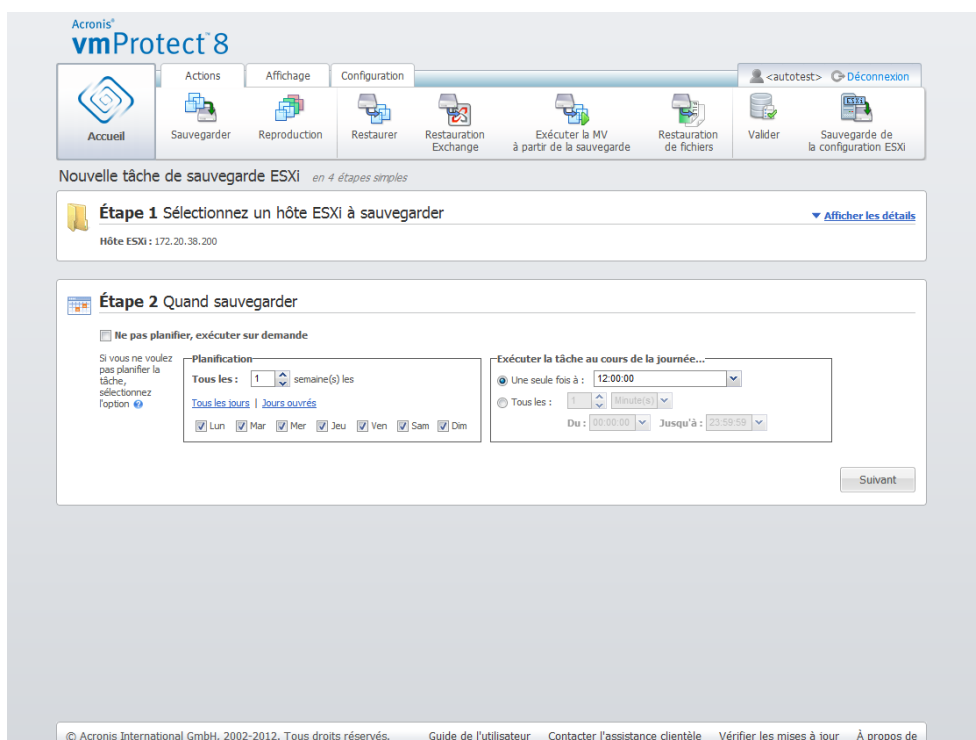 Acronis®
vmProtect™ 8
Actions
Affichage
Configuration
<autotest>
Déconnexion
Accueil
Sauvegarder
Reproduction
Restaurer
Restauration
Exchange
Exécuter la MV
à partir de la sauvegarde
Restauration
de fichiers
Valider
ESXi
Sauvegarde de
la configuration ESXi
Nouvelle tâche de sauvegarde ESXi en 4 étapes simples
Étape 1 Sélectionnez un hôte ESXi à sauvegarder
Afficher les détails
Hôte ESXi : 172.20.38.200
Étape 2 Quand sauvegarder
Ne pas planifier, exécuter sur demande
Si vous ne voulez
pas planifier la
tâche,
sélectionnez
l'option
Planification
Tous les : 1 semaine(s) les
Tous les jours | Jours ouvrés
Lun Mar Mer Jeu Ven Sam Dim
Exécuter la tâche au cours de la journée...
Une seule fois à : 12:00:00
Tous les : 1 Minute(s)
Du : 00:00:00 Jusqu'à : 23:59:59
Suivant
© Acronis International GmbH, 2002-2012. Tous droits réservés.
Guide de l'utilisateur Contacter l'assistance clientèle Vérifier les mises à jour À propos de